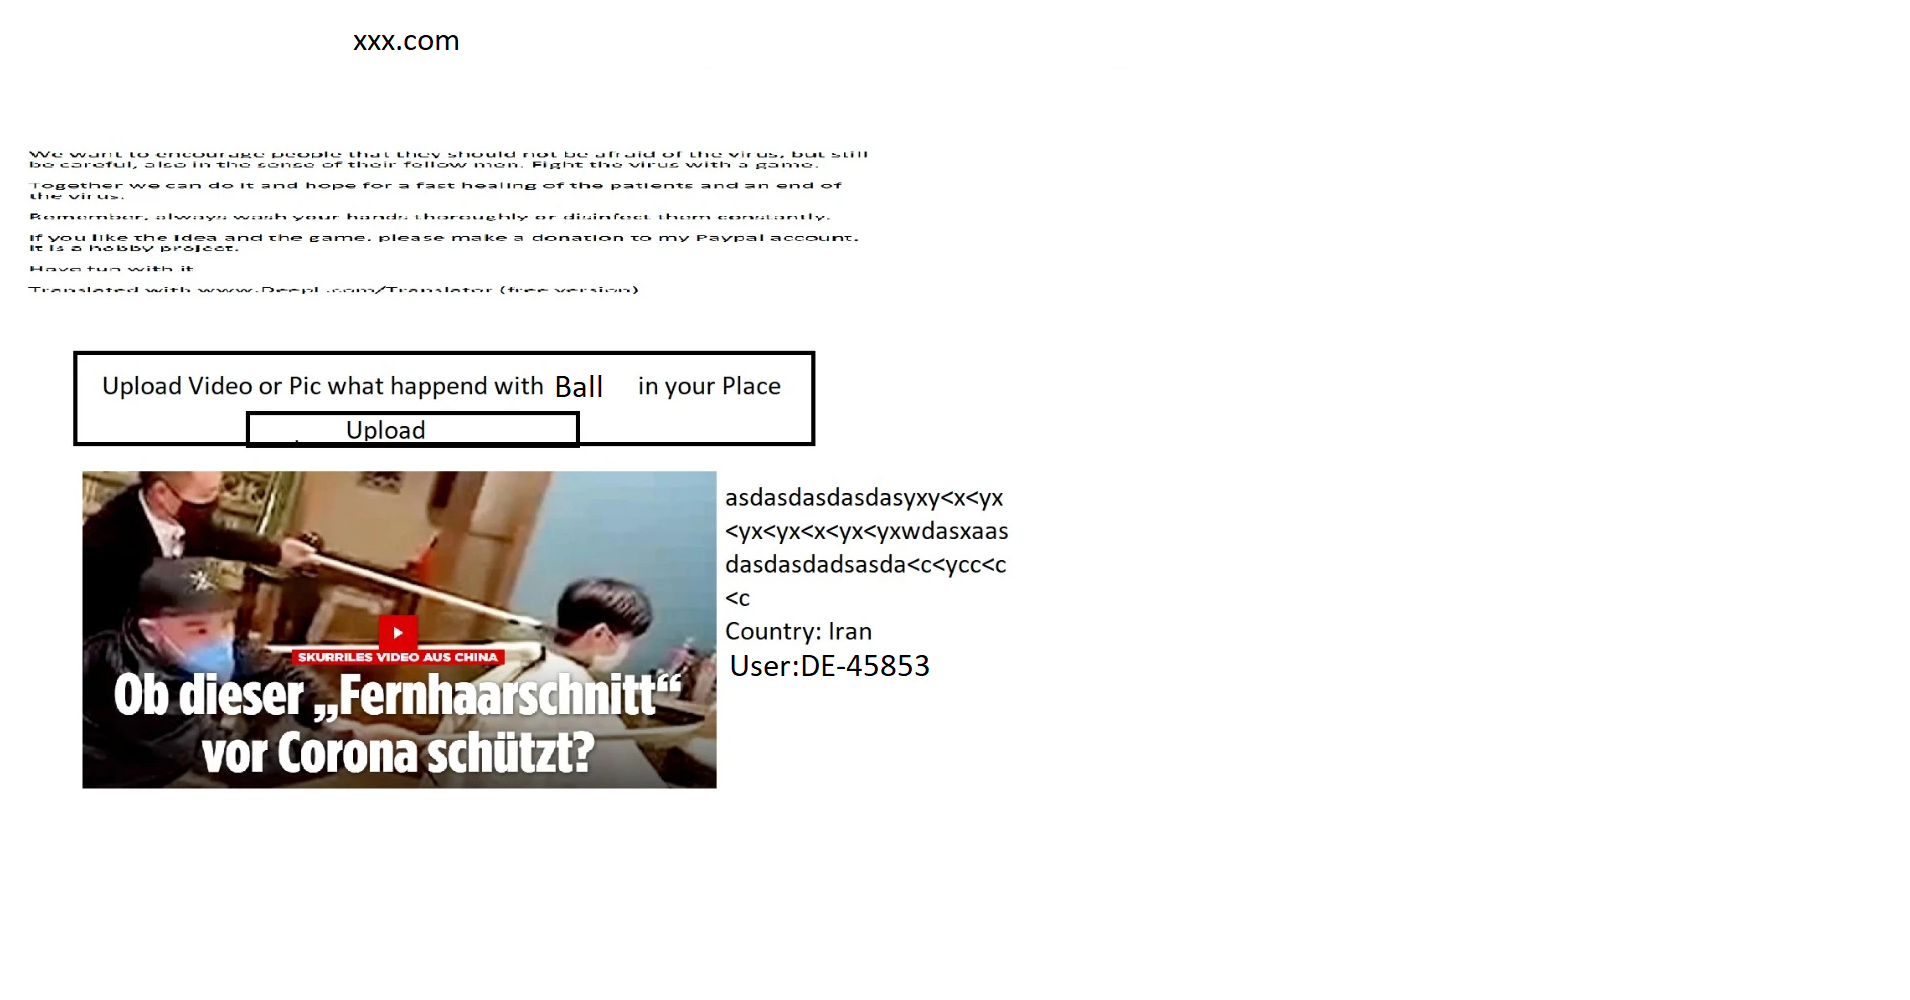 xxx.com
We want to encourage people that they should not be afraid of the virus, but still
be careful, also in the sense of their fellow men. Fight the virus with a game.
Together we can do it and hope for a fast healing of the patients and an end of
the virus.
Remember, always wash your hands thoroughly or disinfect them constantly.
If you like the idea and the game, please make a donation to my Paypal account.
It is a hobby project.
Have fun with it
Translated with www.DeepL.com/Translator (free version)
Upload Video or Pic what happend with Ball in your Place
Upload
asdasdasdasdasyxy<x<yx
<yx<yx<x<yx<yxwdasxaas
dasdasdadsasda<c<ycc<c
<c
Country: Iran
User:DE-45853
SKURRILES VIDEO AUS CHINA
Ob dieser „Fernhaarschnitt“
vor Corona schützt?